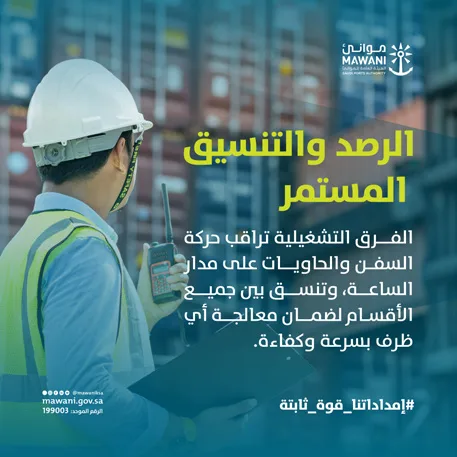 موانئ
MAWANI
الهيئة العامة للموانئ
SAUDI PORTS AUTHORITY
الرصد والتنسيق
المستمر
الفرق التشغيلية تراقب حركة
السفن والحاويات على مدار
الساعة، وتنسق بين جميع
الأقسام لضمان معالجة أي
ظرف بسرعة وكفاءة.
#إمداداتنا_قوة_ثابتة
@mawaniksa
mawani.gov.sa
الرقم الموحد: 199003